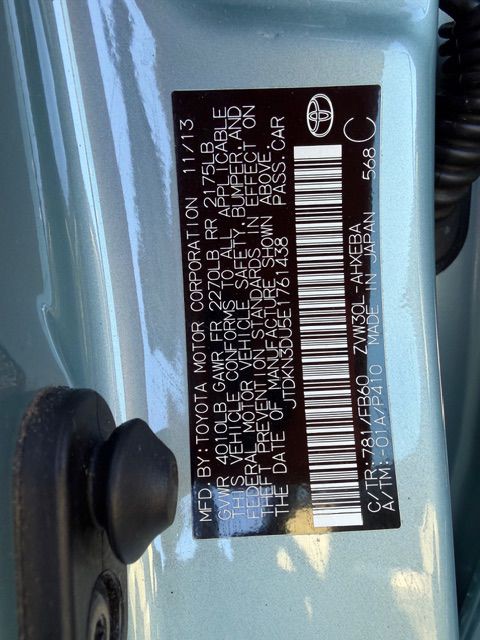 MFD BY:TOYOTA MOTOR CORPORATION 11/13
GVWR 4010LB GAWR FR 2270LB RR 2175LB
THIS VEHICLE CONFORMS TO ALL APPLICABLE
FEDERAL MOTOR VEHICLE SAFETY, BUMPER, AND
THEFT PREVENTION STANDARDS IN EFFECT ON
THE DATE OF MANUFACTURE SHOWN ABOVE.
JTDKN3DU5E1761438 PASS.CAR
C/TR:781/FB60 ZVW30L-AHXEBA
A/TM:-01A/P410 MADE IN JAPAN 568 C